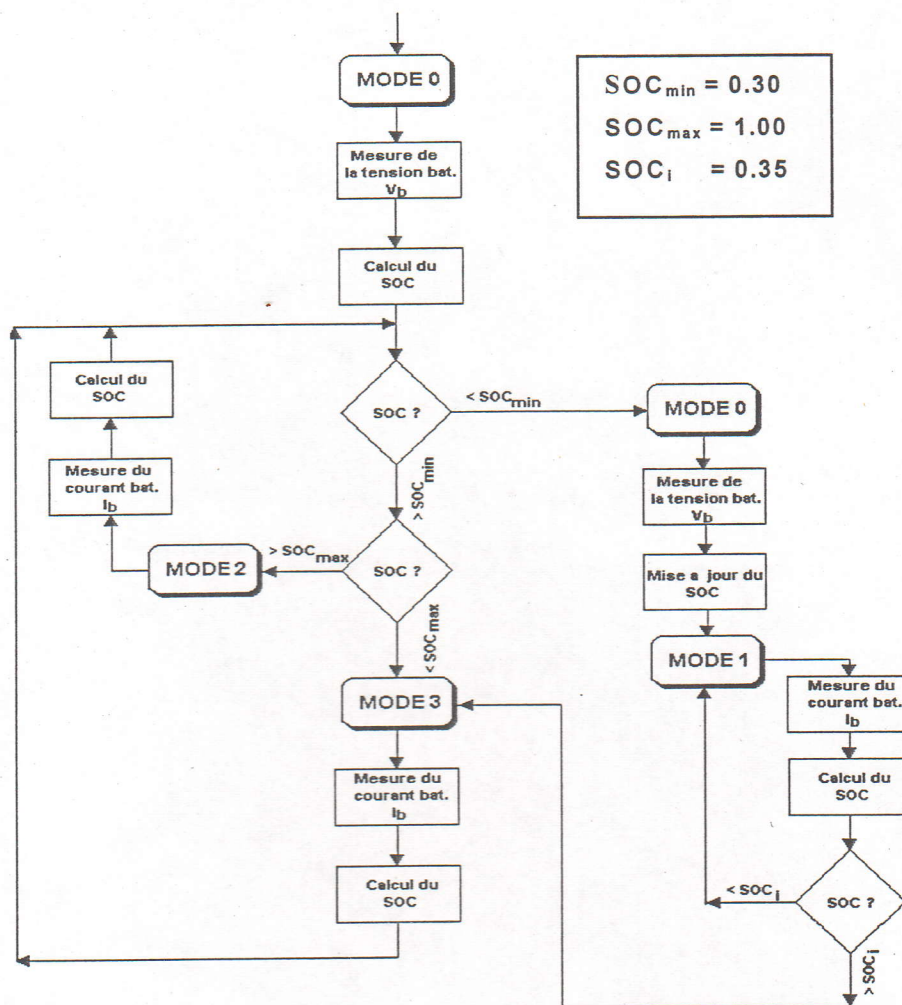 MODE 0
SOCmin = 0.30
SOCmax = 1.00
SOCi = 0.35
Mesure de
la tension bat.
Vb
Calcul du
SOC
SOC ?
< SOCmin
MODE 0
> SOCmin
Calcul du
SOC
Mesure du
courant bat.
Ib
Mesure de
la tension bat.
Vb
SOC ?
> SOCmax
MODE 2
< SOCmax
Mise a jour du
SOC
MODE 1
MODE 3
Mesure du
courant bat.
Ib
Mesure du
courant bat.
Ib
Calcul du
SOC
Calcul du
SOC
SOC ?
< SOCi
> SOCi